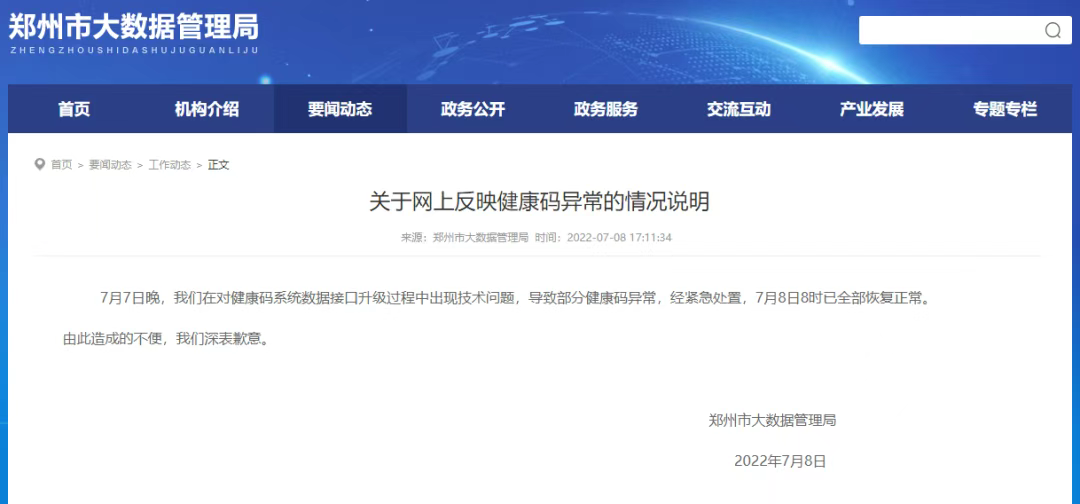 郑州市大数据管理局
ZHENGZHOUSHIDASHUJUGUANLIJU
首页 机构介绍 要闻动态 政务公开 政务服务 交流互动 产业发展 专题专栏
首页 > 要闻动态 > 工作动态 > 正文
关于网上反映健康码异常的情况说明
来源：郑州市大数据管理局 时间：2022-07-08 17:11:34
7月7日晚，我们在对健康码系统数据接口升级过程中出现技术问题，导致部分健康码异常，经紧急处置，7月8日8时已全部恢复正常。
由此造成的不便，我们深表歉意。
郑州市大数据管理局
2022年7月8日